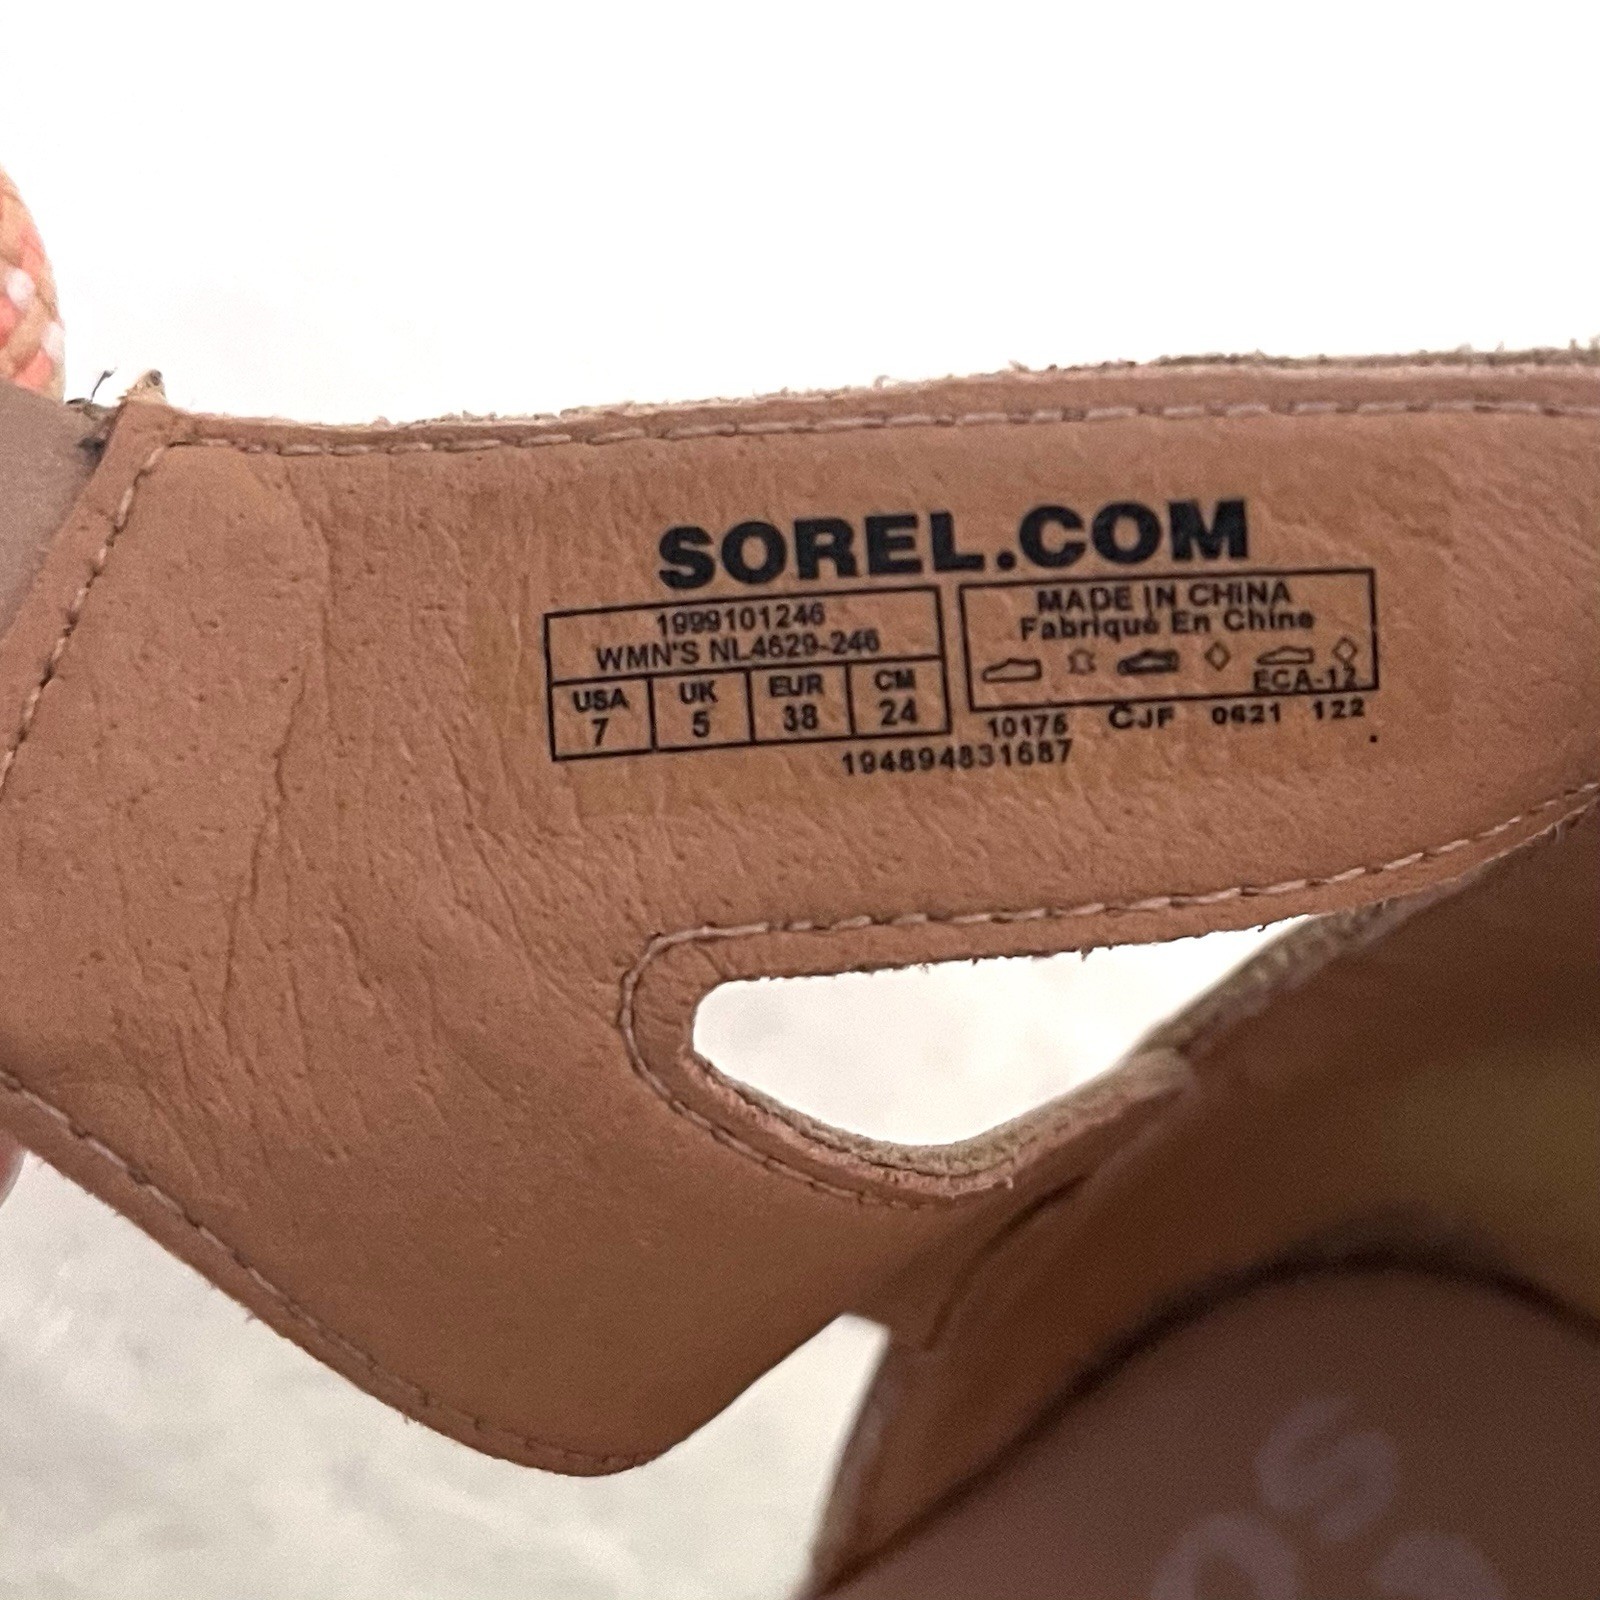 SOREL.COM
1999101246
WMN'S NL4629-246
USA UK EUR CM
7 5 38 24
MADE IN CHINA
Fabriqué En Chine
ECA-12
10175 CJF 0621 122
194894831687